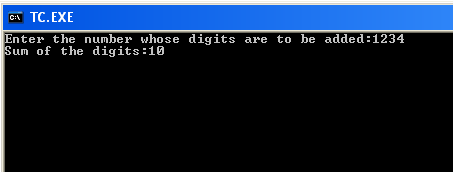 TC.EXE
Enter the number whose digits are to be added:1234
Sum of the digits:10